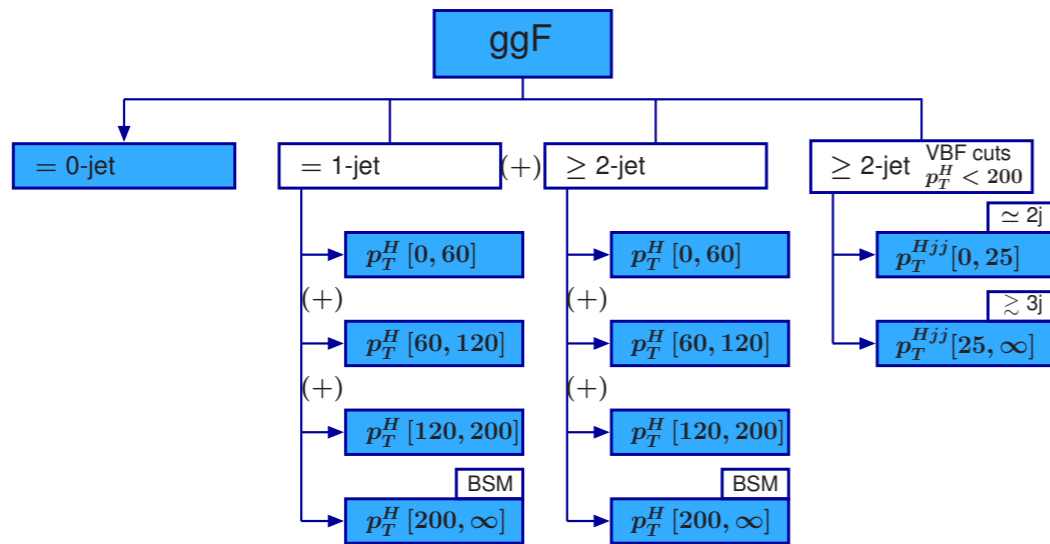 ggF
= 0-jet
= 1-jet
(+)
≥ 2-jet
≥ 2-jet VBF cuts
p_T^H < 200
≃ 2j
p_T^H [0, 60]
p_T^H [0, 60]
p_T^{Hjj} [0, 25]
(+)
(+)
≳ 3j
p_T^H [60, 120]
p_T^H [60, 120]
p_T^{Hjj} [25, ∞]
(+)
(+)
p_T^H [120, 200]
p_T^H [120, 200]
BSM
BSM
p_T^H [200, ∞]
p_T^H [200, ∞]